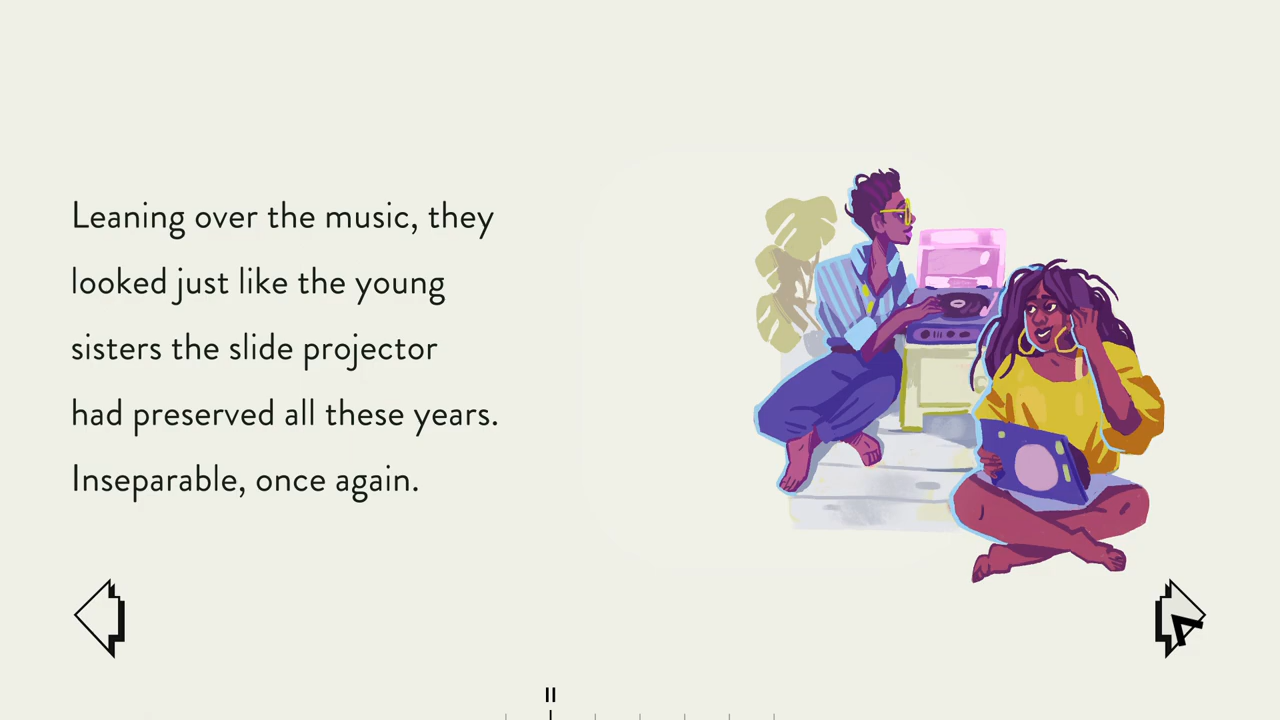 Leaning over the music, they
looked just like the young
sisters the slide projector
had preserved all these years.
Inseparable, once again.
II